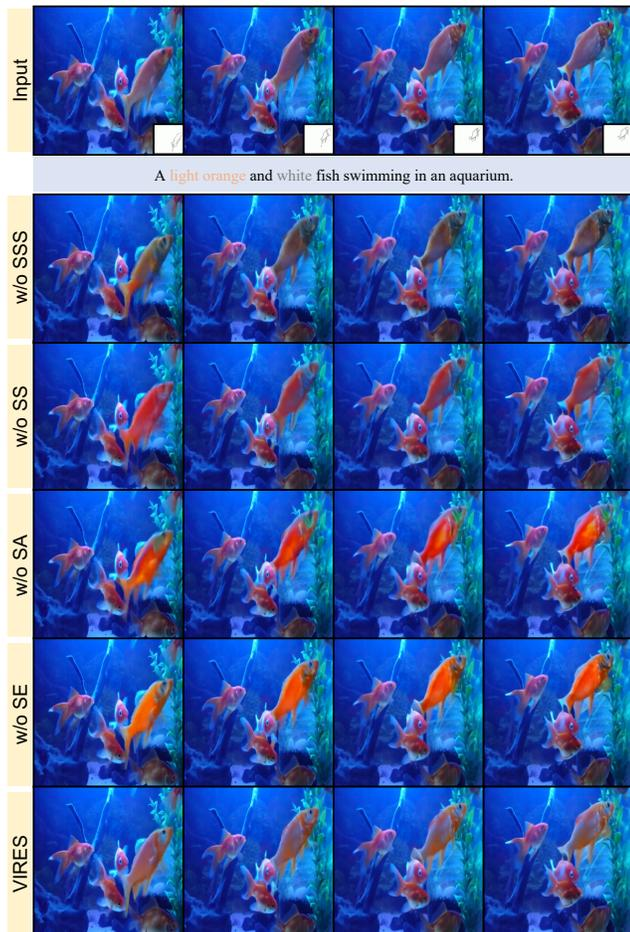 Input
A light orange and white fish swimming in an aquarium.
w/o SSS
w/o SS
w/o SA
w/o SE
VIRES